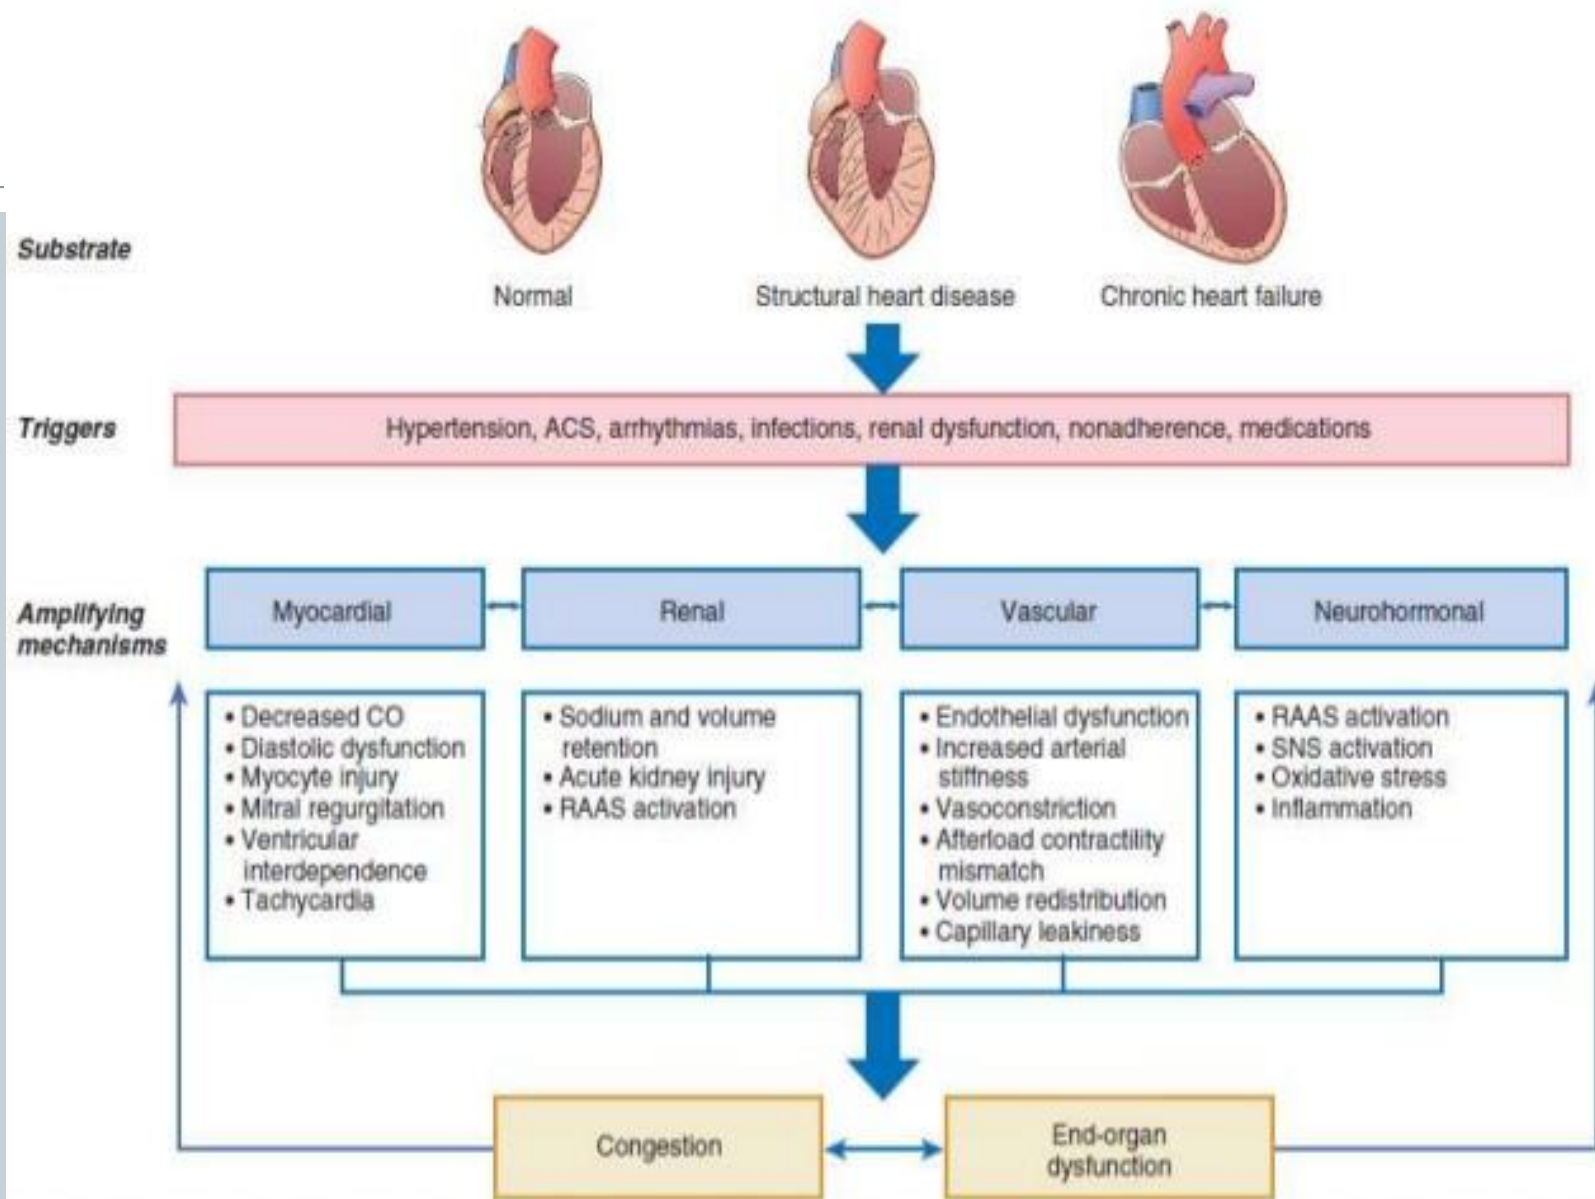 Substrate
Normal
Structural heart disease
Chronic heart failure
Triggers
Hypertension, ACS, arrhythmias, infections, renal dysfunction, nonadherence, medications
Amplifying
mechanisms
Myocardial
Renal
Vascular
Neurohormonal
• Decreased CO
• Diastolic dysfunction
• Myocyte injury
• Mitral regurgitation
• Ventricular
interdependence
• Tachycardia
• Sodium and volume
retention
• Acute kidney injury
• RAAS activation
• Endothelial dysfunction
• Increased arterial
stiffness
• Vasoconstriction
• Afterload contractility
mismatch
• Volume redistribution
• Capillary leakiness
• RAAS activation
• SNS activation
• Oxidative stress
• Inflammation
Congestion
End-organ
dysfunction